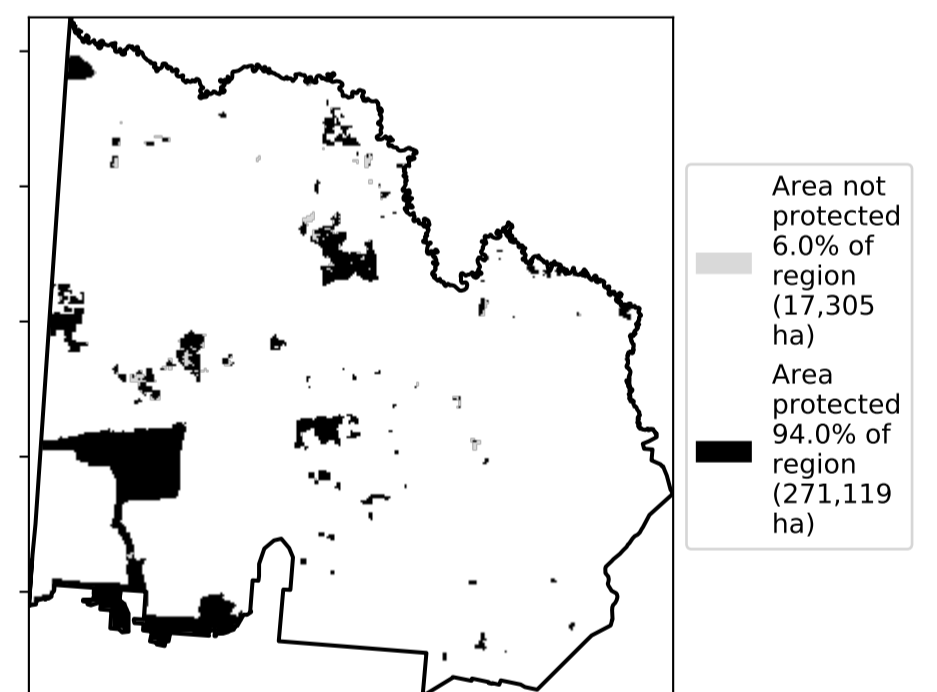 Area not
protected
6.0% of
region
(17,305
ha)
Area
protected
94.0% of
region
(271,119
ha)